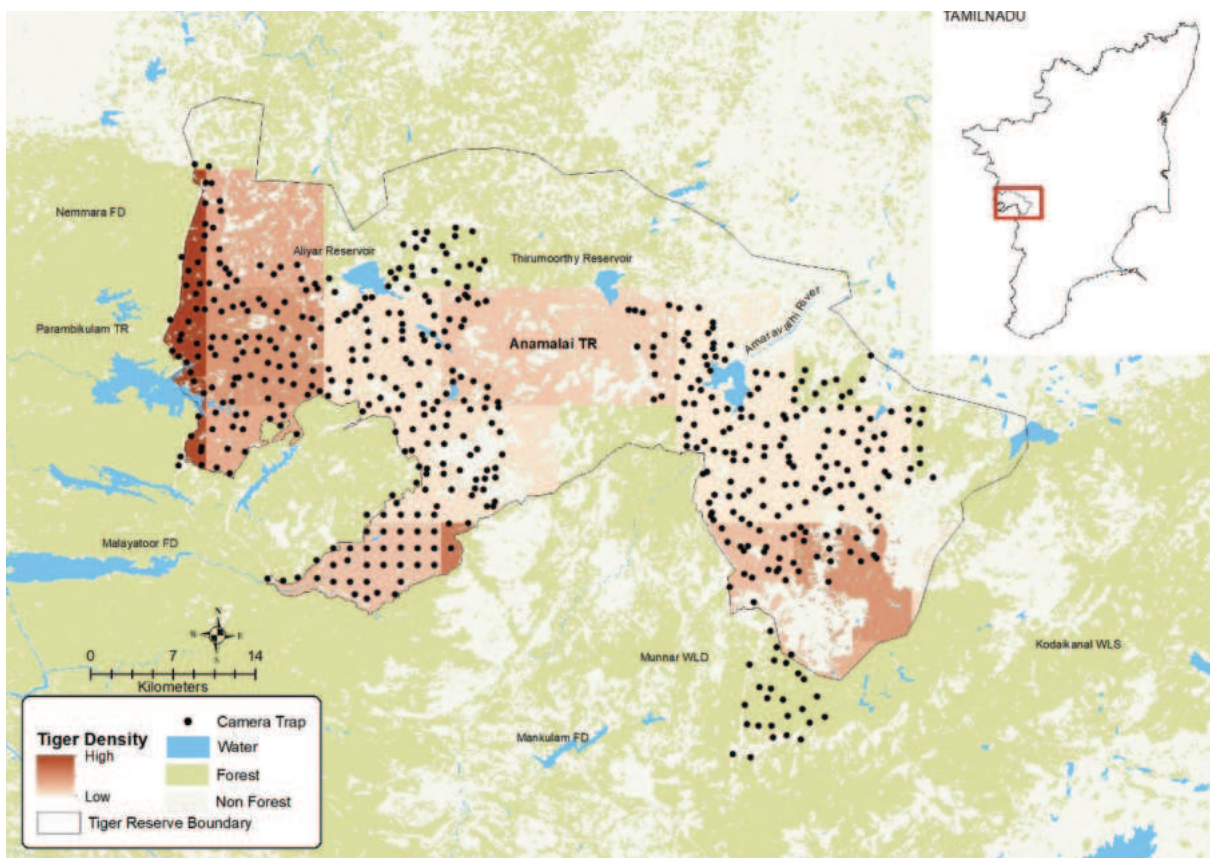 TAMILNADU
Nemmara FD
Aliyar Reservoir
Thirumoorthy Reservoir
Parambikulam TR
Anamalai TR
Amaravathi River
Malayatoor FD
N
W E
S
Munnar WLD
Kodaikanal WLS
Mankulam FD
0 7 14
Kilometers
Tiger Density
High
Low
Tiger Reserve Boundary
Camera Trap
Water
Forest
Non Forest